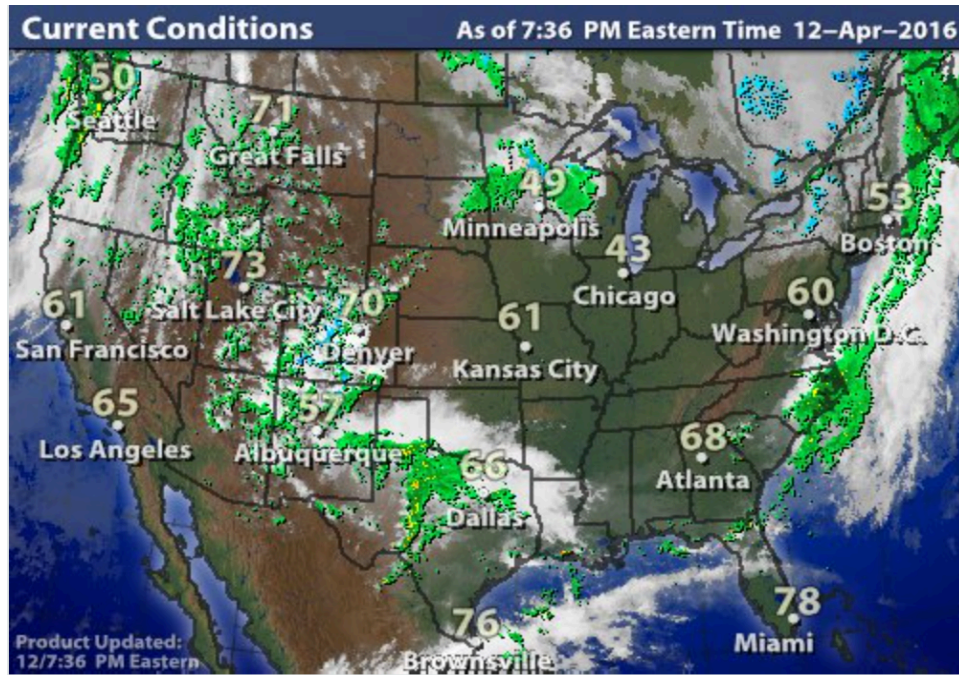 Current Conditions
As of 7:36 PM Eastern Time 12-Apr-2016
50
Seattle
71
Great Falls
49
Minneapolis
53
Boston
43
Chicago
73
Salt Lake City
70
Denver
61
San Francisco
61
Kansas City
60
Washington D.C.
65
Los Angeles
57
Albuquerque
68
Atlanta
66
Dallas
76
Brownsville
78
Miami
Product Updated:
12/7:36 PM Eastern